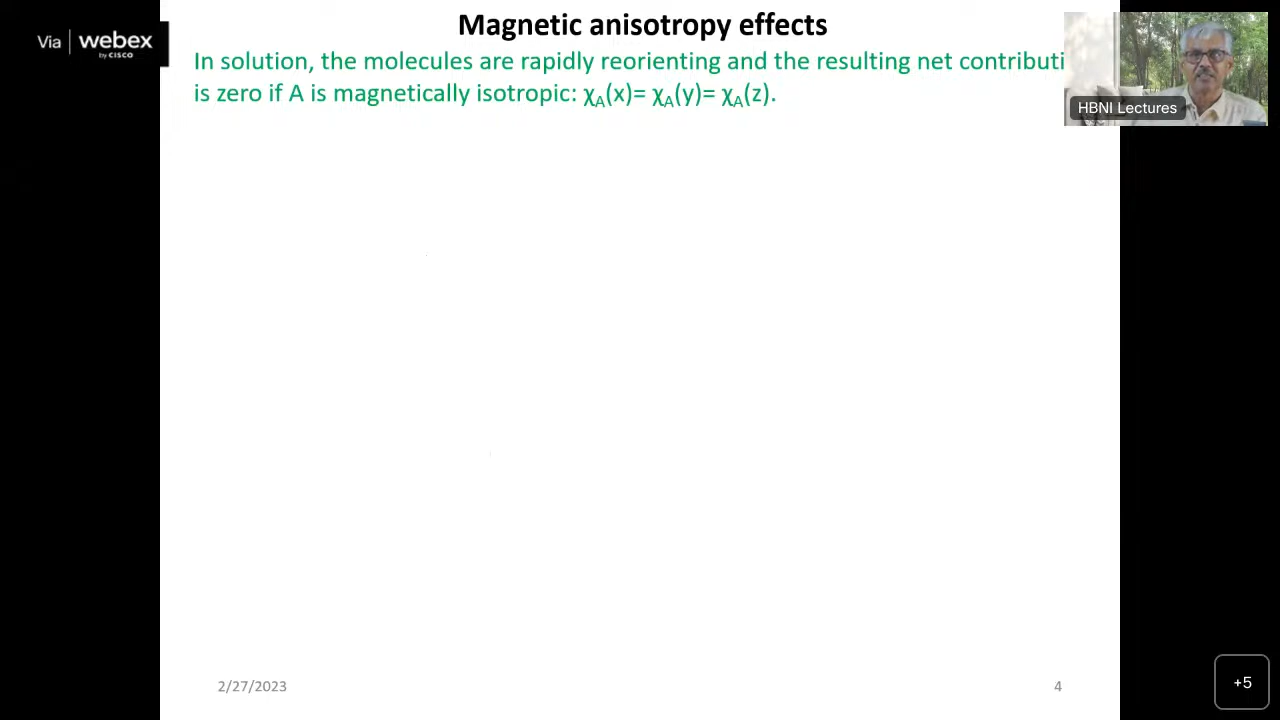 Magnetic anisotropy effects
Via webex
by CISCO
In solution, the molecules are rapidly reorienting and the resulting net contributi
is zero if A is magnetically isotropic: χA(x)= χA(y)= χA(z).
HBNI Lectures
2/27/2023
4
+5